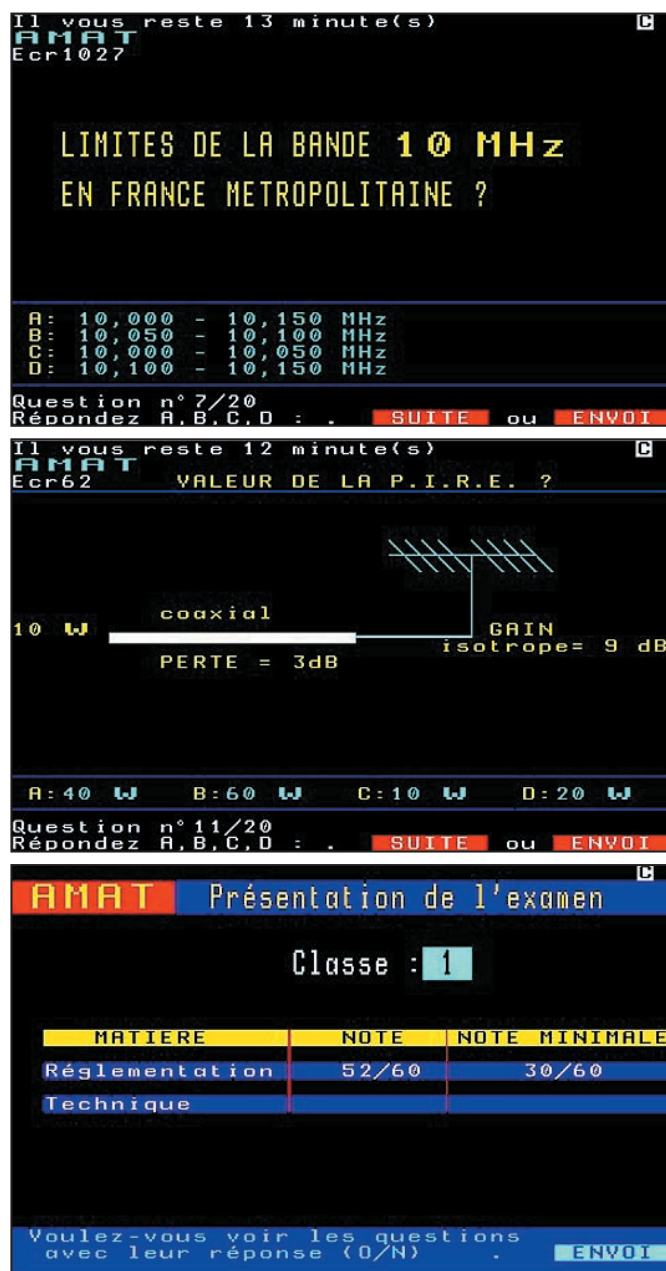 Il vous reste 13 minute(s) C
AMAT
Ecr1027
LIMITES DE LA BANDE 10 MHz
EN FRANCE METROPOLITAINE ?
A: 10,000 - 10,150 MHz
B: 10,050 - 10,100 MHz
C: 10,000 - 10,050 MHz
D: 10,100 - 10,150 MHz
Question n°7/20
Répondez A,B,C,D : . SUITE ou ENVOI
Il vous reste 12 minute(s) C
AMAT
Ecr62 VALEUR DE LA P.I.R.E. ?
10 W
coaxial
PERTE = 3dB
GAIN
isotrope= 9 dB
A:40 W B:60 W C:10 W D:20 W
Question n°11/20
Répondez A,B,C,D : . SUITE ou ENVOI
C
AMAT Présentation de l'examen
Classe : 1
MATIERE NOTE NOTE MINIMALE
Réglementation 52/60 30/60
Technique
Voulez-vous voir les questions
avec leur réponse (O/N) . ENVOI